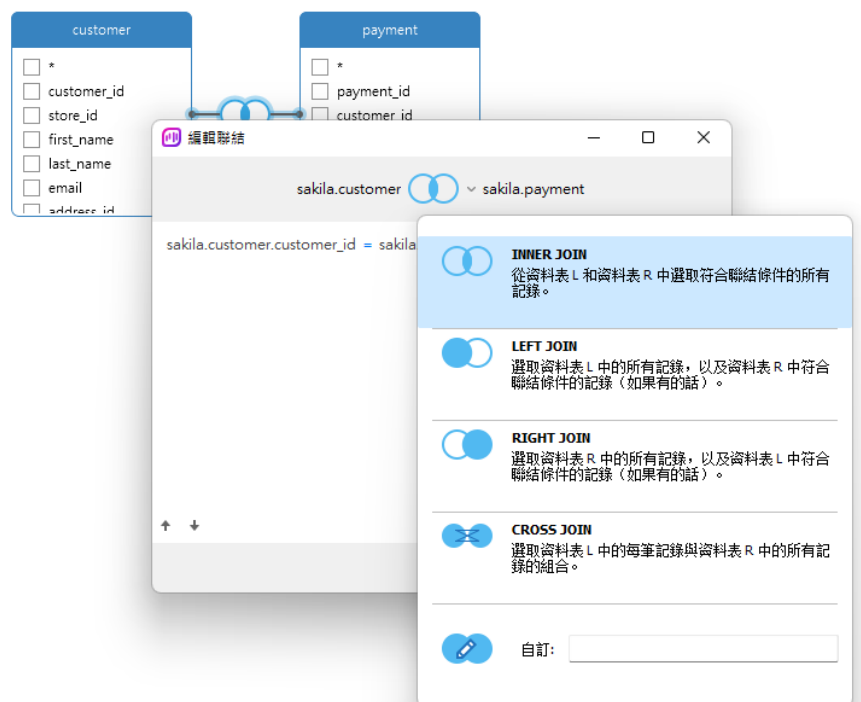 customer
*
customer_id
store_id
first_name
last_name
email
address_id
payment
*
payment_id
customer_id
編輯聯結
sakila.customer
sakila.payment
sakila.customer.customer_id = sakila
INNER JOIN
從資料表 L 和資料表 R 中選取符合聯結條件的所有
記錄。
LEFT JOIN
選取資料表 L 中的所有記錄，以及資料表 R 中符合
聯結條件的記錄（如果有的話）。
RIGHT JOIN
選取資料表 R 中的所有記錄，以及資料表 L 中符合
聯結條件的記錄（如果有的話）。
CROSS JOIN
選取資料表 L 中的每筆記錄與資料表 R 中的所有記
錄的組合。
自訂: